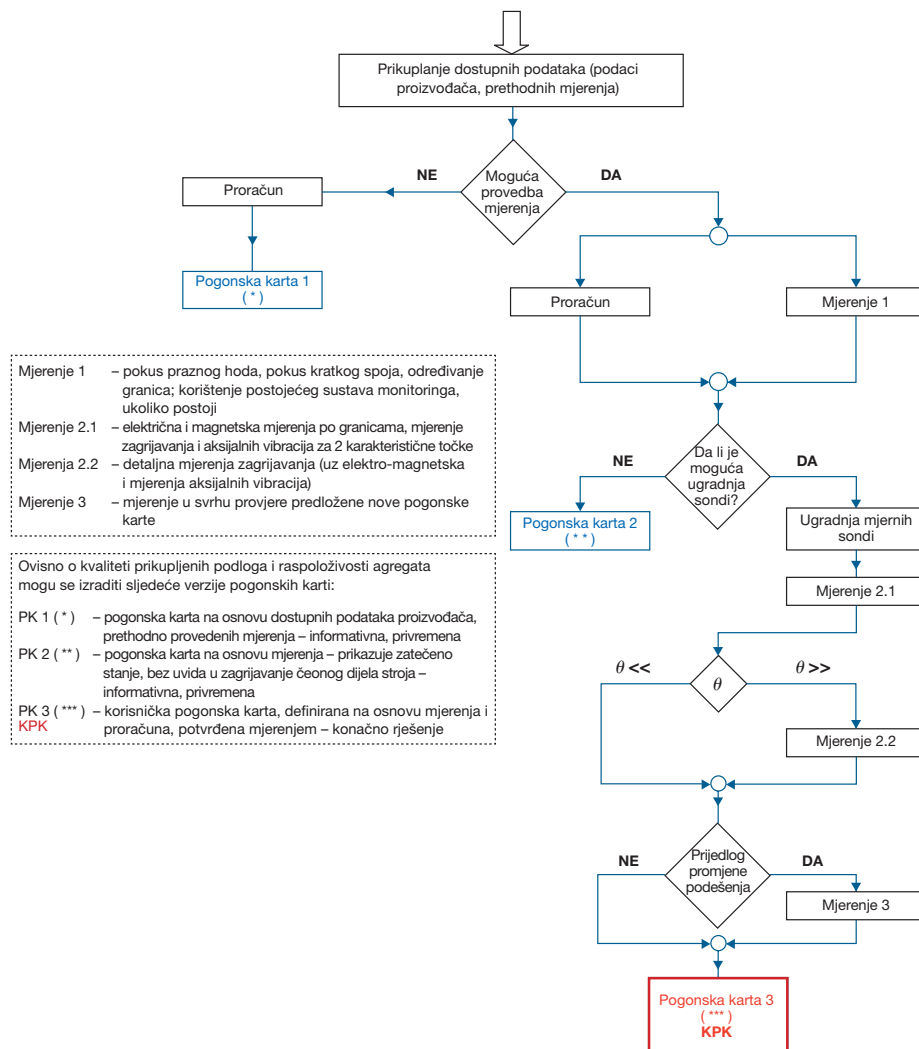 Prikuplanje dostupnih podataka (podaci
proizvođača, prethodnih mjerenja)
NE
Moguća
provedba
mjerenja
DA
Proračun
Pogonska karta 1
( * )
Proračun
Mjerenje 1
Mjerenje 1 – pokus praznog hoda, pokus kratkog spoja, određivanje
granica; korištenje postojećeg sustava monitoringa,
ukoliko postoji
Mjerenje 2.1 – električna i magnetska mjerenja po granicama, mjerenje
zagrijavanja i aksijalnih vibracija za 2 karakteristične točke
Mjerenja 2.2 – detaljna mjerenja zagrijavanja (uz elektro-magnetska
i mjerenja aksijalnih vibracija)
Mjerenje 3 – mjerenje u svrhu provjere predložene nove pogonske
karte
NE
Da li je
moguća
ugradnja
sondi?
DA
Pogonska karta 2
( * * )
Ugradnja mjernih
sondi
Mjerenje 2.1
Ovisno o kvaliteti prikupljenih podloga i raspoloživosti agregata
mogu se izraditi sljedeće verzije pogonskih karti:
PK 1 ( * ) – pogonska karta na osnovu dostupnih podataka proizvođača,
prethodno provedenih mjerenja – informativna, privremena
PK 2 ( ** ) – pogonska karta na osnovu mjerenja – prikazuje zatečeno
stanje, bez uvida u zagrijavanje čeonog dijela stroja –
informativna, privremena
PK 3 ( *** ) – korisnička pogonska karta, definirana na osnovu mjerenja i
KPK proračuna, potvrđena mjerenjem – konačno rješenje
θ <<
θ
θ >>
Mjerenje 2.2
NE
Prijedlog
promjene
podešenja
DA
Mjerenje 3
Pogonska karta 3
( *** )
KPK